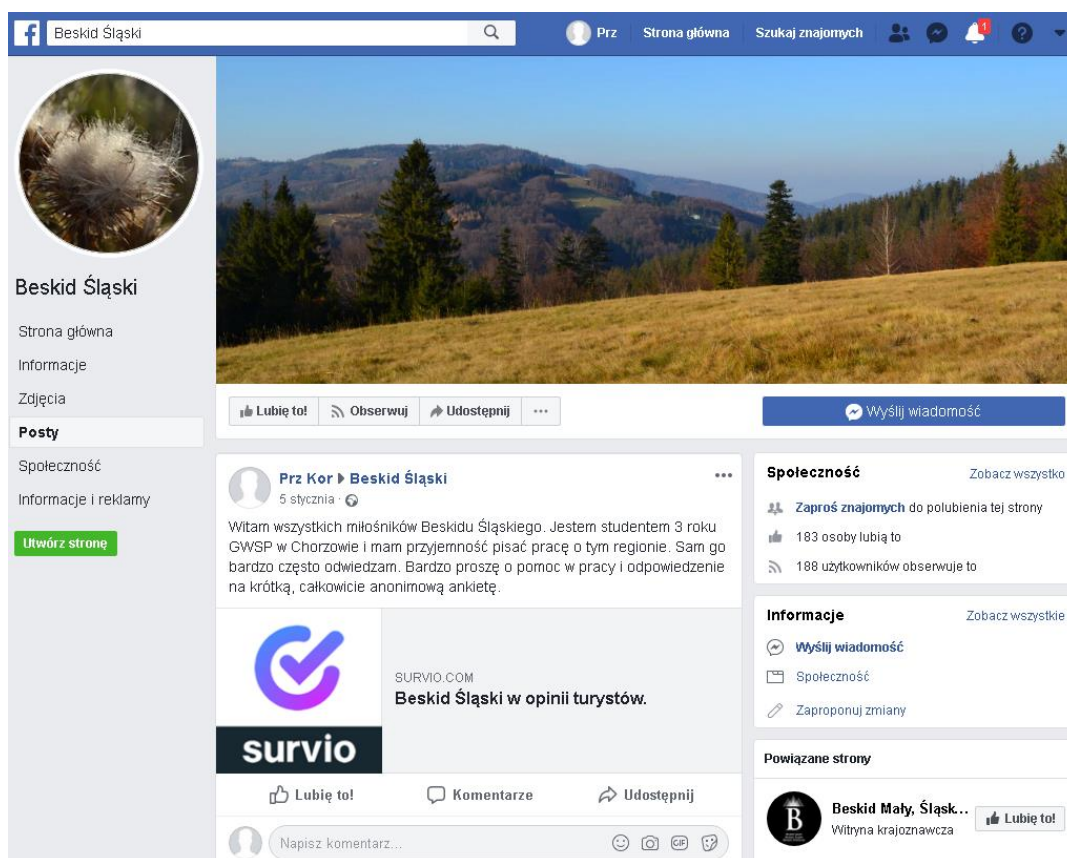 Beskid Śląski
Prz
Strona główna
Szukaj znajomych
1
Beskid Śląski
Strona główna
Informacje
Zdjęcia
Posty
Społeczność
Informacje i reklamy
Utwórz stronę
Lubię to!
Obserwuj
Udostępnij
Wyślij wiadomość
Prz Kor ▶ Beskid Śląski
5 stycznia ·
Witam wszystkich miłośników Beskidu Śląskiego. Jestem studentem 3 roku
GWSP w Chorzowie i mam przyjemność pisać pracę o tym regionie. Sam go
bardzo często odwiedzam. Bardzo proszę o pomoc w pracy i odpowiedzenie
na krótką, całkowicie anonimową ankietę.
survio
SURVIO.COM
Beskid Śląski w opinii turystów.
Lubię to!
Komentarze
Udostępnij
Napisz komentarz...
GIF
Społeczność
Zobacz wszystko
Zaproś znajomych do polubienia tej strony
183 osoby lubią to
188 użytkowników obserwuje to
Informacje
Zobacz wszystkie
Wyślij wiadomość
Społeczność
Zaproponuj zmiany
Powiązane strony
B
Beskid Mały, Śląsk...
Witryna krajoznawcza
Lubię to!